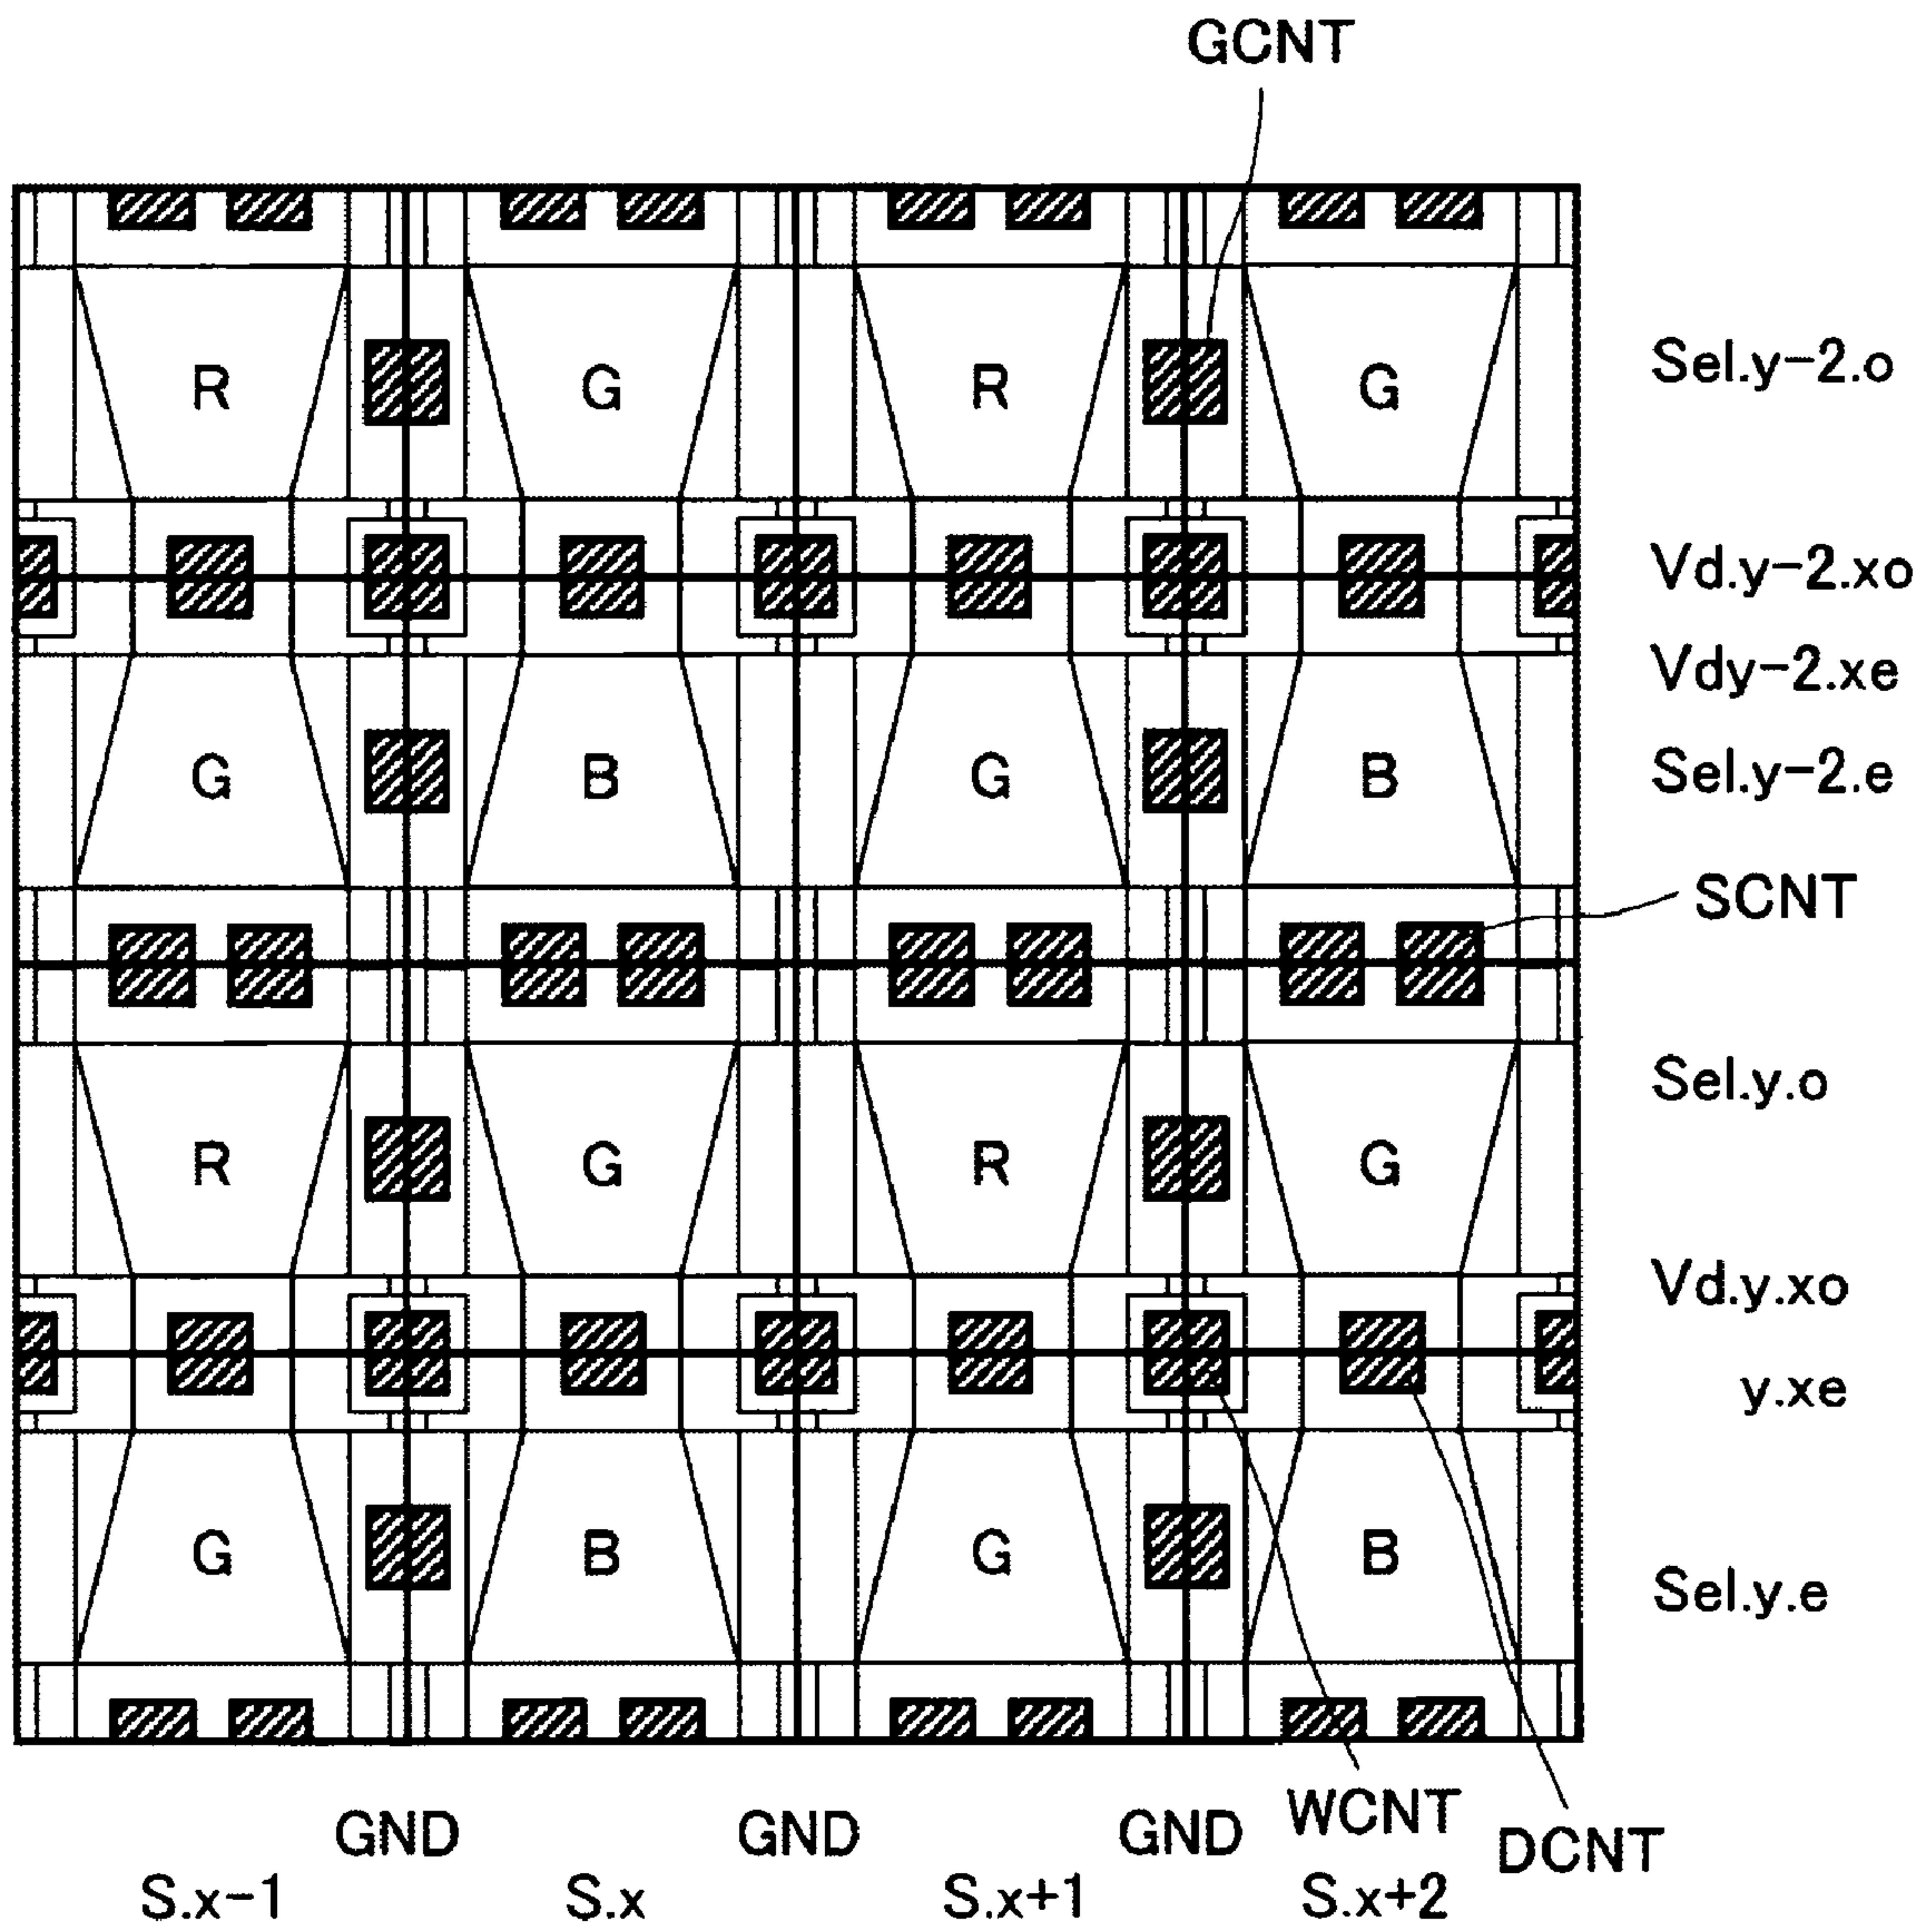 GCNT
R G R G Sel.y-2.o
Vd.y-2.xo
Vdy-2.xe
G B G B Sel.y-2.e
SCNT
Sel.y.o
R G R G
Vd.y.xo
y.xe
G B G B
Sel.y.e
GND GND GND WCNT
DCNT
S.x-1 S.x S.x+1 S.x+2